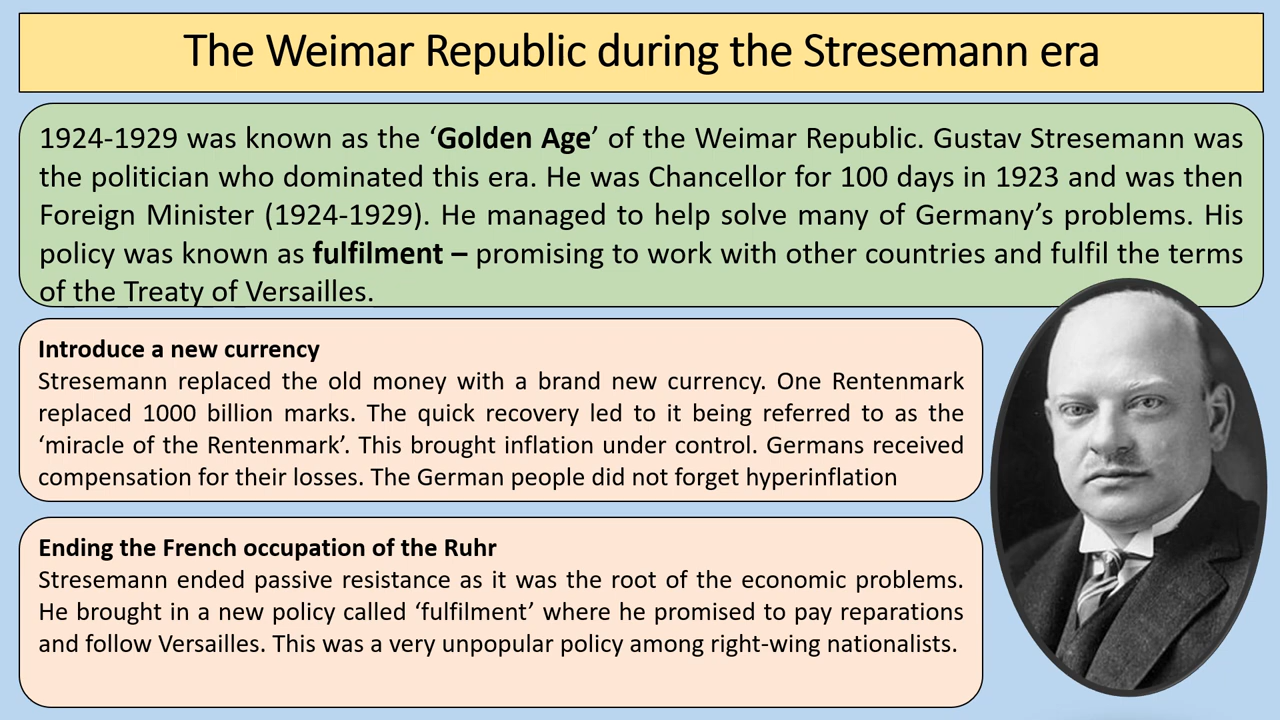 The Weimar Republic during the Stresemann era
1924-1929 was known as the ‘Golden Age’ of the Weimar Republic. Gustav Stresemann was
the politician who dominated this era. He was Chancellor for 100 days in 1923 and was then
Foreign Minister (1924-1929). He managed to help solve many of Germany’s problems. His
policy was known as fulfilment – promising to work with other countries and fulfil the terms
of the Treaty of Versailles.
Introduce a new currency
Stresemann replaced the old money with a brand new currency. One Rentenmark
replaced 1000 billion marks. The quick recovery led to it being referred to as the
‘miracle of the Rentenmark’. This brought inflation under control. Germans received
compensation for their losses. The German people did not forget hyperinflation
Ending the French occupation of the Ruhr
Stresemann ended passive resistance as it was the root of the economic problems.
He brought in a new policy called ‘fulfilment’ where he promised to pay reparations
and follow Versailles. This was a very unpopular policy among right-wing nationalists.